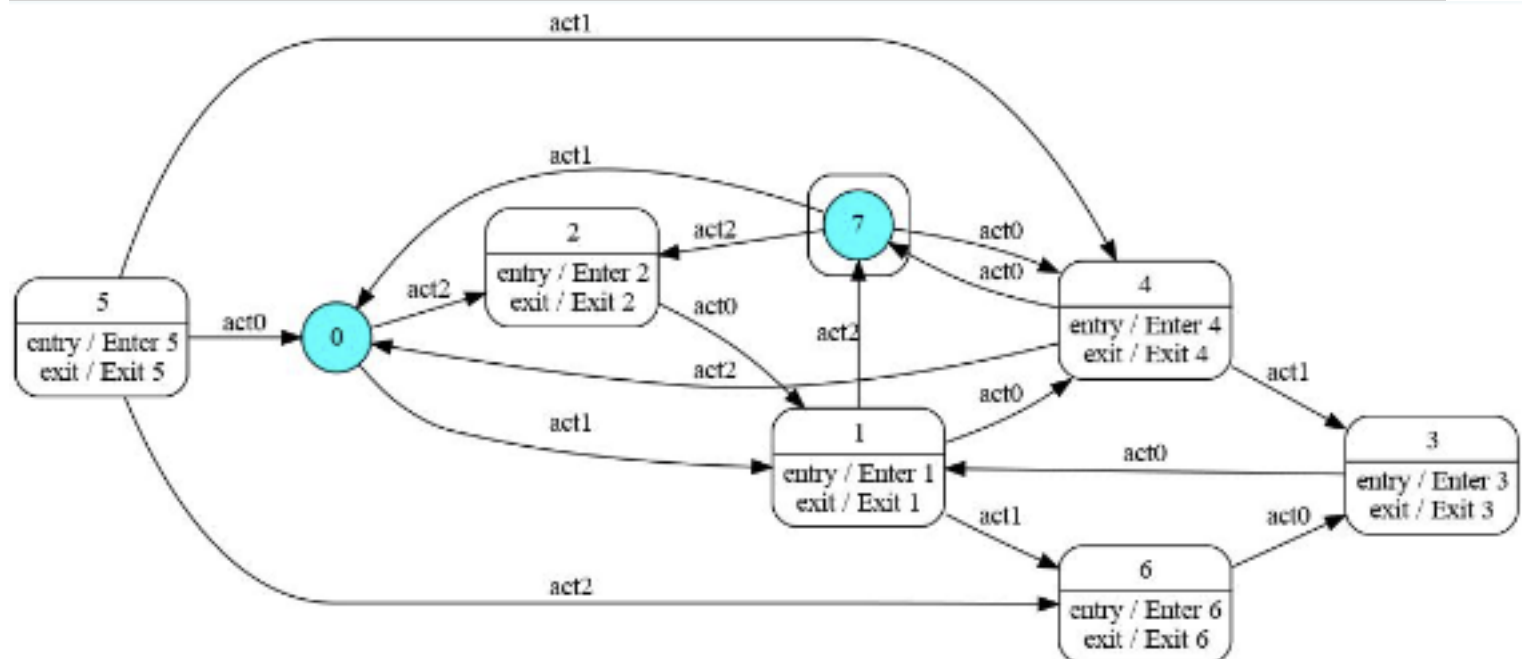 act1
act1
7
2
entry / Enter 2
exit / Exit 2
act2
act0
act0
4
entry / Enter 4
exit / Exit 4
5
entry / Enter 5
exit / Exit 5
act0
0
act2
act0
act2
act2
act0
act1
act1
1
entry / Enter 1
exit / Exit 1
act0
3
entry / Enter 3
exit / Exit 3
act1
act0
act2
6
entry / Enter 6
exit / Exit 6